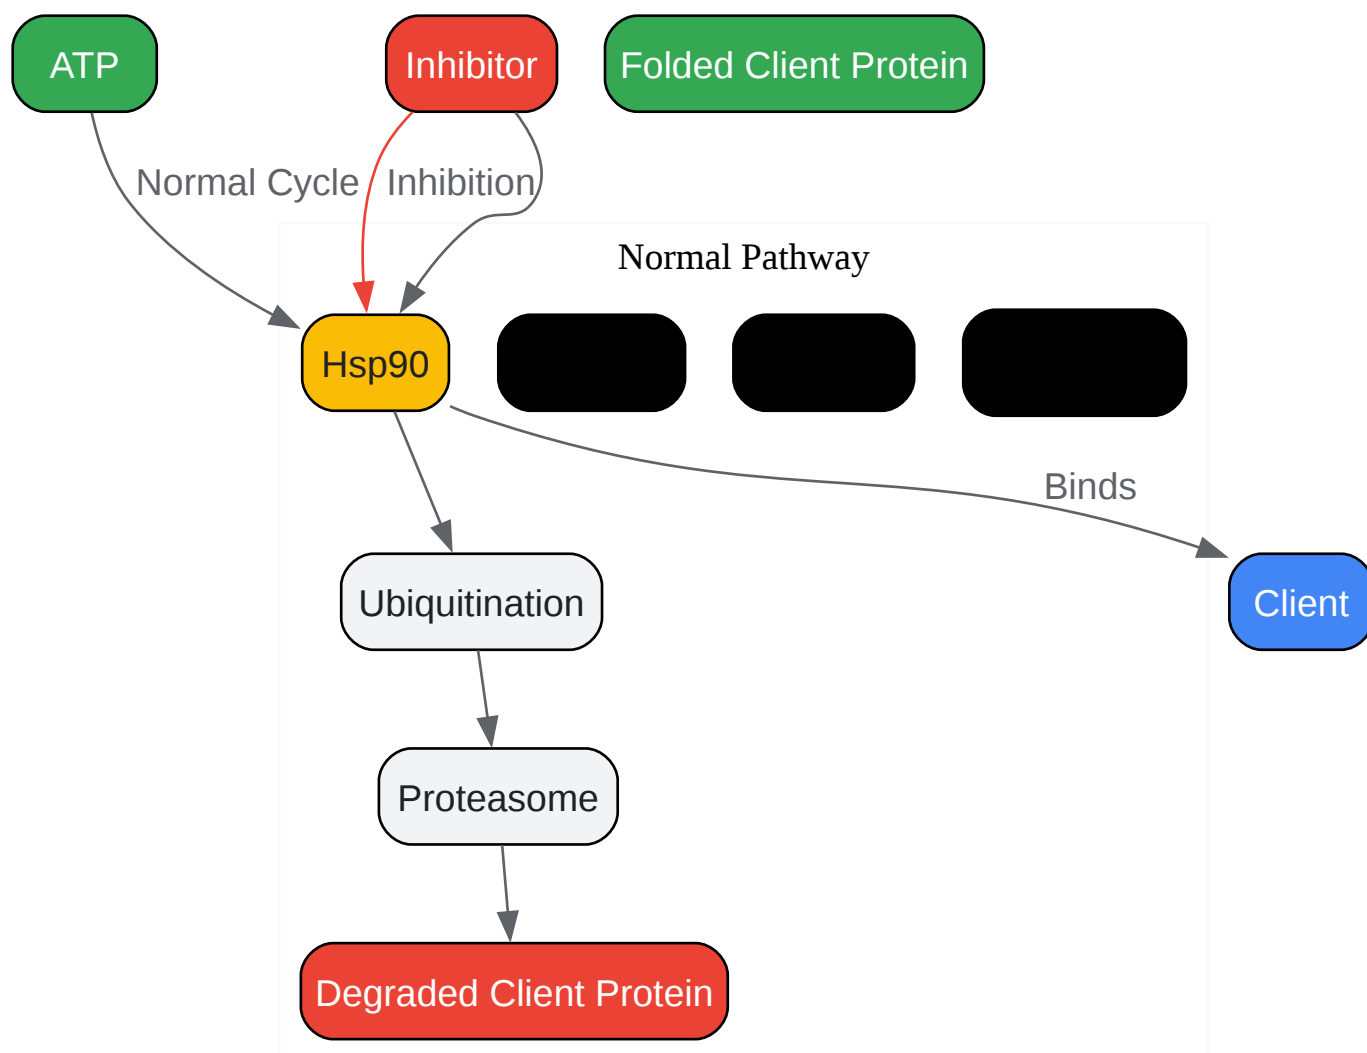 ATP
Inhibitor
Folded Client Protein
Normal Cycle
Inhibition
Normal Pathway
Hsp90
Binds
Ubiquitination
Client
Proteasome
Degraded Client Protein